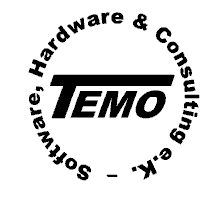 Software, Hardware & Consulting e.K. -
TEMO